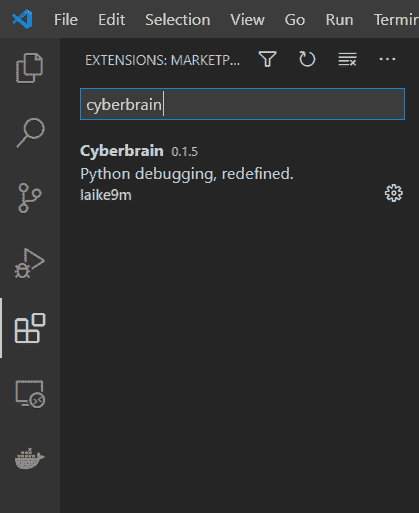 File Edit Selection View Go Run Termin
EXTENSIONS: MARKETP...
cyberbrain
Cyberbrain 0.1.5
Python debugging, redefined.
laike9m